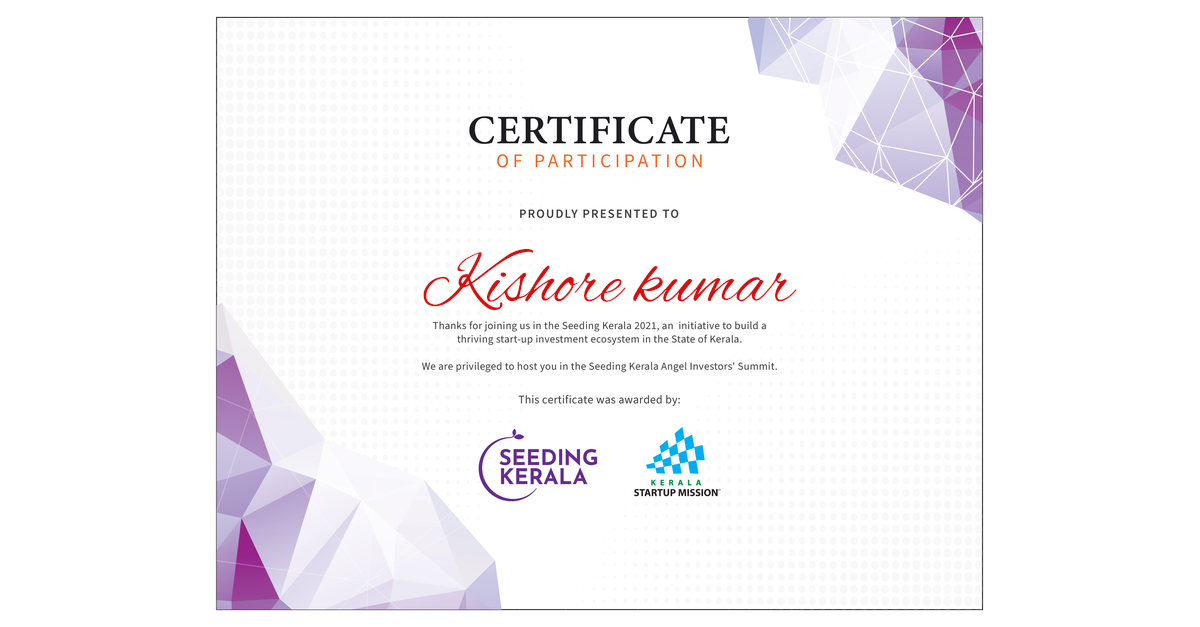 CERTIFICATE
OF PARTICIPATION
PROUDLY PRESENTED TO
Kishore kumar
Thanks for joining us in the Seeding Kerala 2021, an initiative to build a
thriving start-up investment ecosystem in the State of Kerala.
We are privileged to host you in the Seeding Kerala Angel Investors' Summit.
This certificate was awarded by:
SEEDING
KERALA
KERALA
STARTUP MISSION